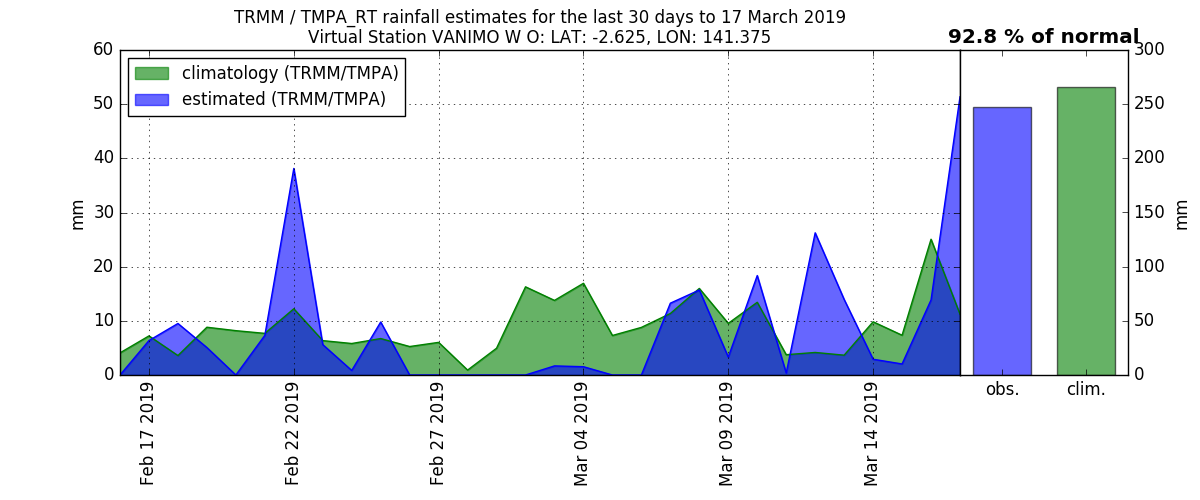 TRMM / TMPA_RT rainfall estimates for the last 30 days to 17 March 2019
Virtual Station VANIMO W O: LAT: -2.625, LON: 141.375
92.8 % of normal
climatology (TRMM/TMPA)
estimated (TRMM/TMPA)
mm
60
50
40
30
20
10
0
Feb 17 2019
Feb 22 2019
Feb 27 2019
Mar 04 2019
Mar 09 2019
Mar 14 2019
obs.
clim.
300
250
200
150
100
50
0
mm